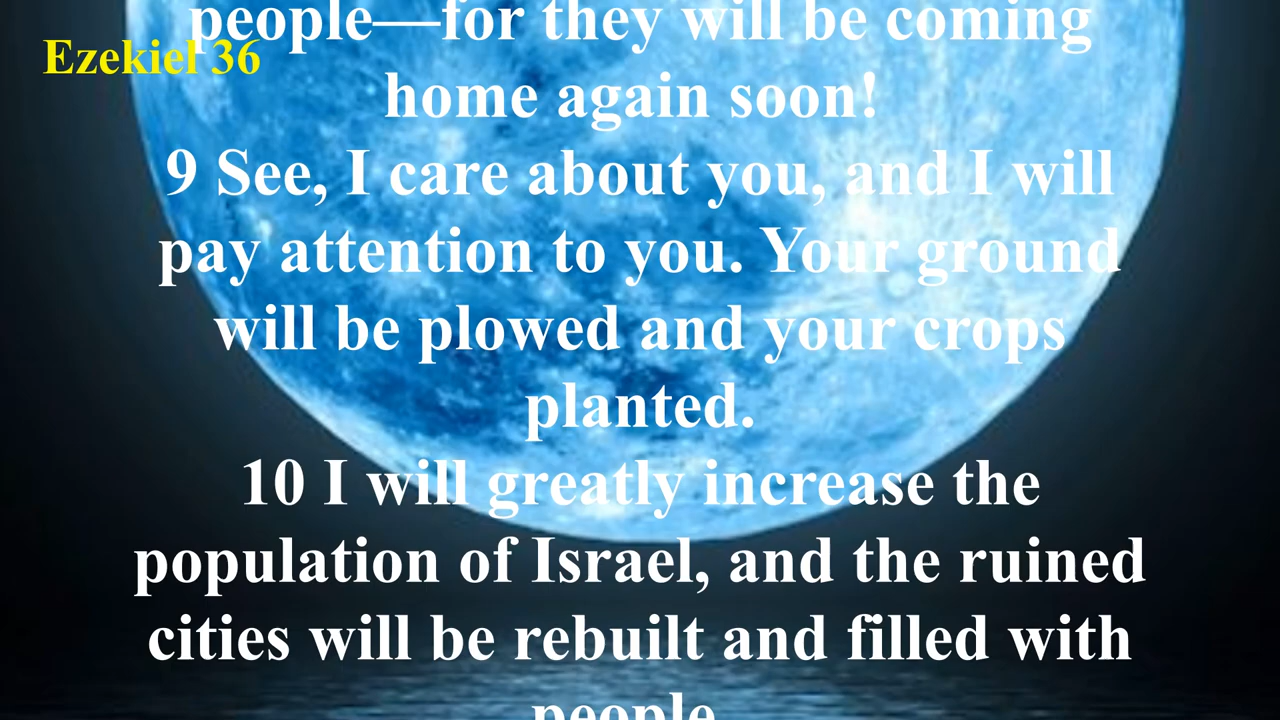 people—for they will be coming
Ezekiel 36
home again soon!
9 See, I care about you, and I will
pay attention to you. Your ground
will be plowed and your crops
planted.
10 I will greatly increase the
population of Israel, and the ruined
cities will be rebuilt and filled with
people.